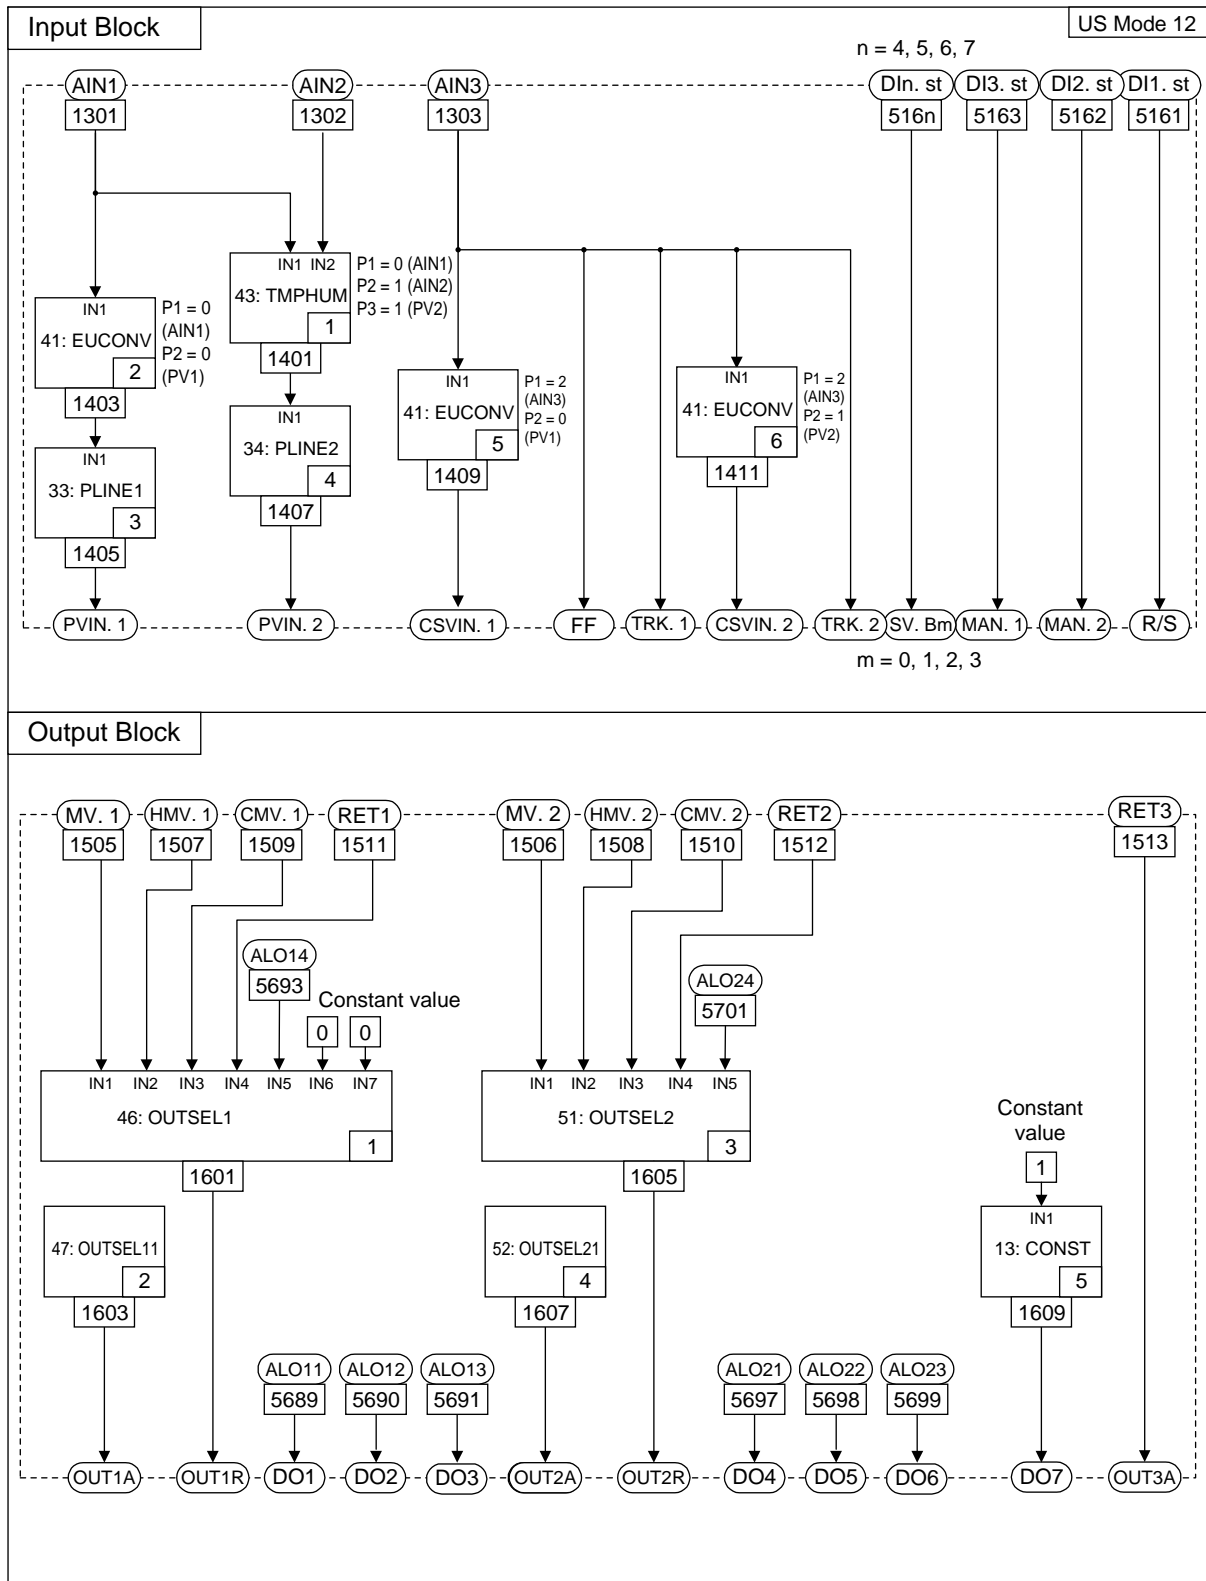 Input Block
US Mode 12
n = 4, 5, 6, 7
AIN1
AIN2
AIN3
DIn. st
DI3. st
DI2. st
DI1. st
1301
1302
1303
516n
5163
5162
5161
IN1 IN2
43: TMPHUM
1
P1 = 0 (AIN1)
P2 = 1 (AIN2)
P3 = 1 (PV2)
1401
IN1
41: EUCONV
2
P1 = 0
(AIN1)
P2 = 0
(PV1)
1403
IN1
33: PLINE1
3
1405
IN1
34: PLINE2
4
1407
IN1
41: EUCONV
5
P1 = 2
(AIN3)
P2 = 0
(PV1)
1409
IN1
41: EUCONV
6
P1 = 2
(AIN3)
P2 = 1
(PV2)
1411
PVIN. 1
PVIN. 2
CSVIN. 1
FF
TRK. 1
CSVIN. 2
TRK. 2
SV. Bm
MAN. 1
MAN. 2
R/S
m = 0, 1, 2, 3
Output Block
MV. 1
HMV. 1
CMV. 1
RET1
MV. 2
HMV. 2
CMV. 2
RET2
RET3
1505
1507
1509
1511
1506
1508
1510
1512
1513
ALO14
5693
Constant value
0
0
ALO24
5701
IN1 IN2 IN3 IN4 IN5 IN6 IN7
46: OUTSEL1
1
1601
IN1 IN2 IN3 IN4 IN5
51: OUTSEL2
3
1605
Constant
value
1
47: OUTSEL11
2
1603
52: OUTSEL21
4
1607
IN1
13: CONST
5
1609
ALO11
ALO12
ALO13
ALO21
ALO22
ALO23
5689
5690
5691
5697
5698
5699
OUT1A
OUT1R
DO1
DO2
DO3
OUT2A
OUT2R
DO4
DO5
DO6
DO7
OUT3A